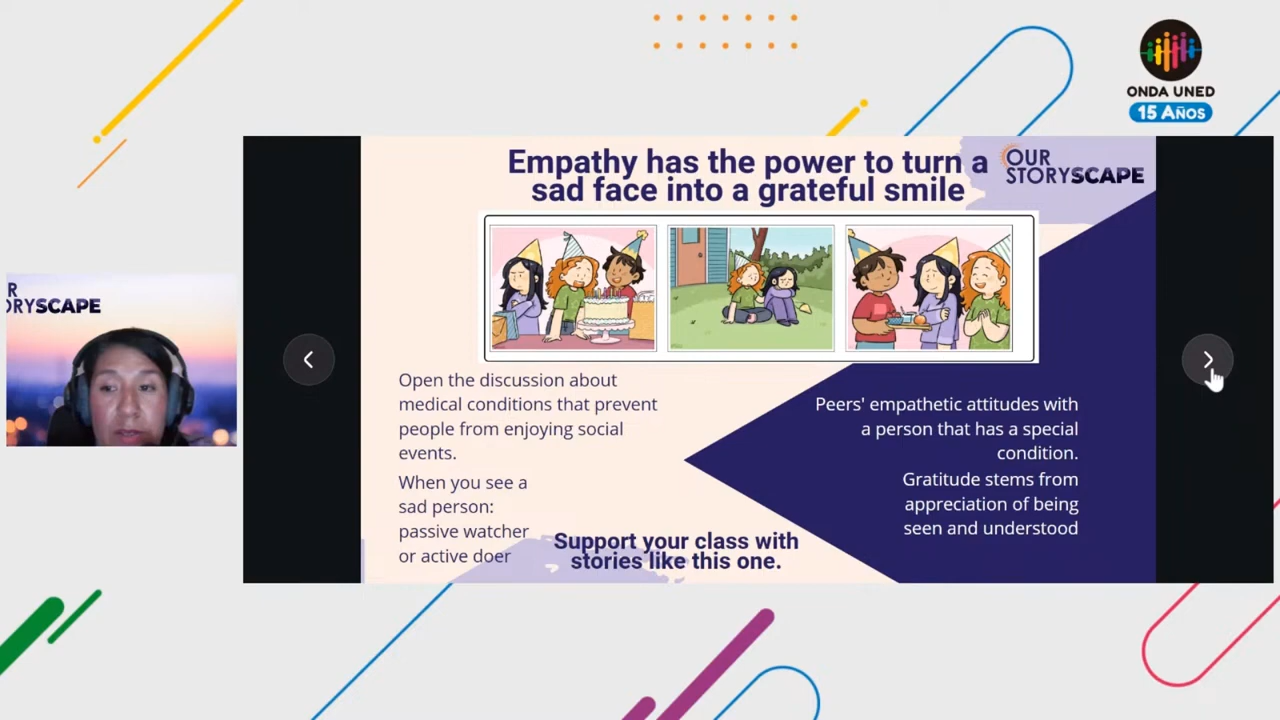 ONDA UNED
15 AÑOS
Empathy has the power to turn a
sad face into a grateful smile
OUR
STORYSCAPE
UR
ORYSCAPE
Open the discussion about
medical conditions that prevent
people from enjoying social
events.
When you see a
sad person:
passive watcher
or active doer
Peers' empathetic attitudes with
a person that has a special
condition.
Gratitude stems from
appreciation of being
seen and understood
Support your class with
stories like this one.